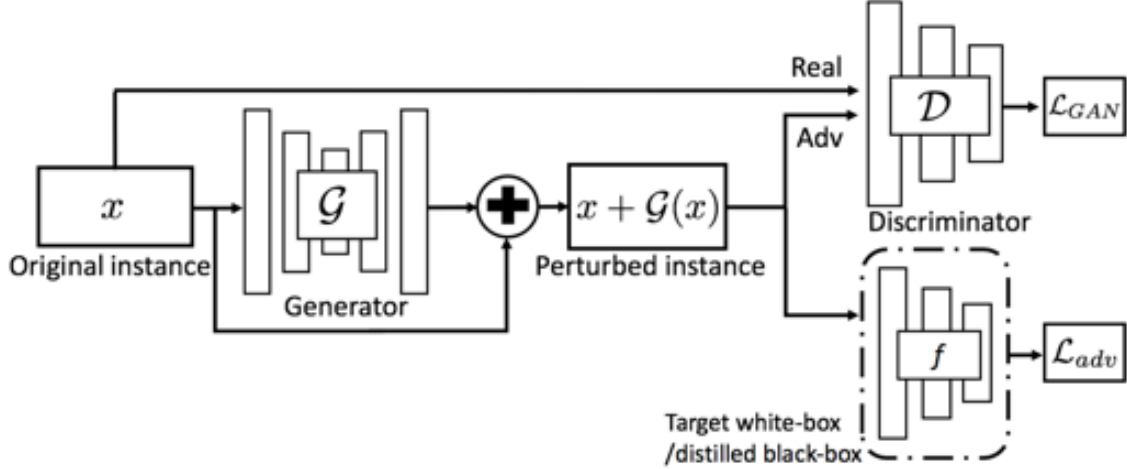 Real
Adv
𝒟
ℒ_GAN
Discriminator
x
Original instance
𝒢
Generator
x + 𝒢(x)
Perturbed instance
f
ℒ_adv
Target white-box
/distilled black-box